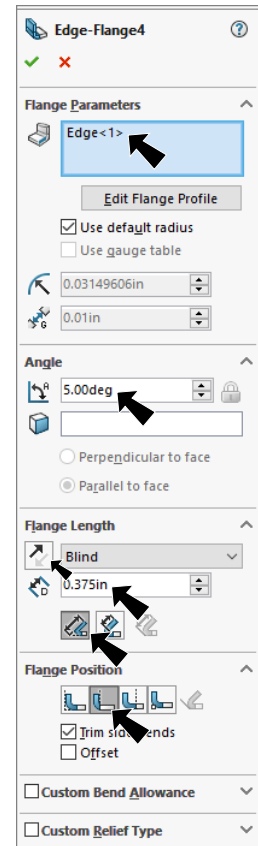 Edge-Flange4
Flange Parameters
Edge<1>
Edit Flange Profile
Use default radius
Use gauge table
0.03149606in
0.01in
Angle
5.00deg
Perpendicular to face
Parallel to face
Flange Length
Blind
0.375in
Flange Position
Trim side bends
Offset
Custom Bend Allowance
Custom Relief Type